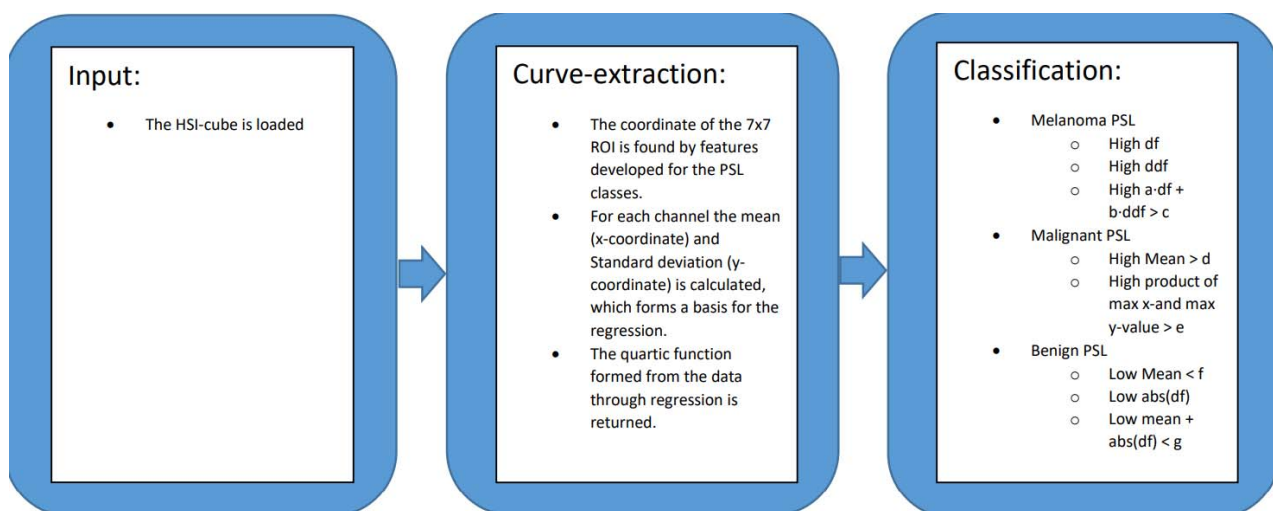 Input:
• The HSI-cube is loaded
Curve-extraction:
• The coordinate of the 7x7
ROI is found by features
developed for the PSL
classes.
• For each channel the mean
(x-coordinate) and
Standard deviation (y-
coordinate) is calculated,
which forms a basis for the
regression.
• The quartic function
formed from the data
through regression is
returned.
Classification:
• Melanoma PSL
o High df
o High ddf
o High a·df +
b·ddf > c
• Malignant PSL
o High Mean > d
o High product of
max x-and max
y-value > e
• Benign PSL
o Low Mean < f
o Low abs(df)
o Low mean +
abs(df) < g